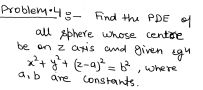 Problem.4 :- Find the PDE of
all sphere whose centre
be on z axis and given by
x² + y² + (z-a)² = b², where
a, b are constants.